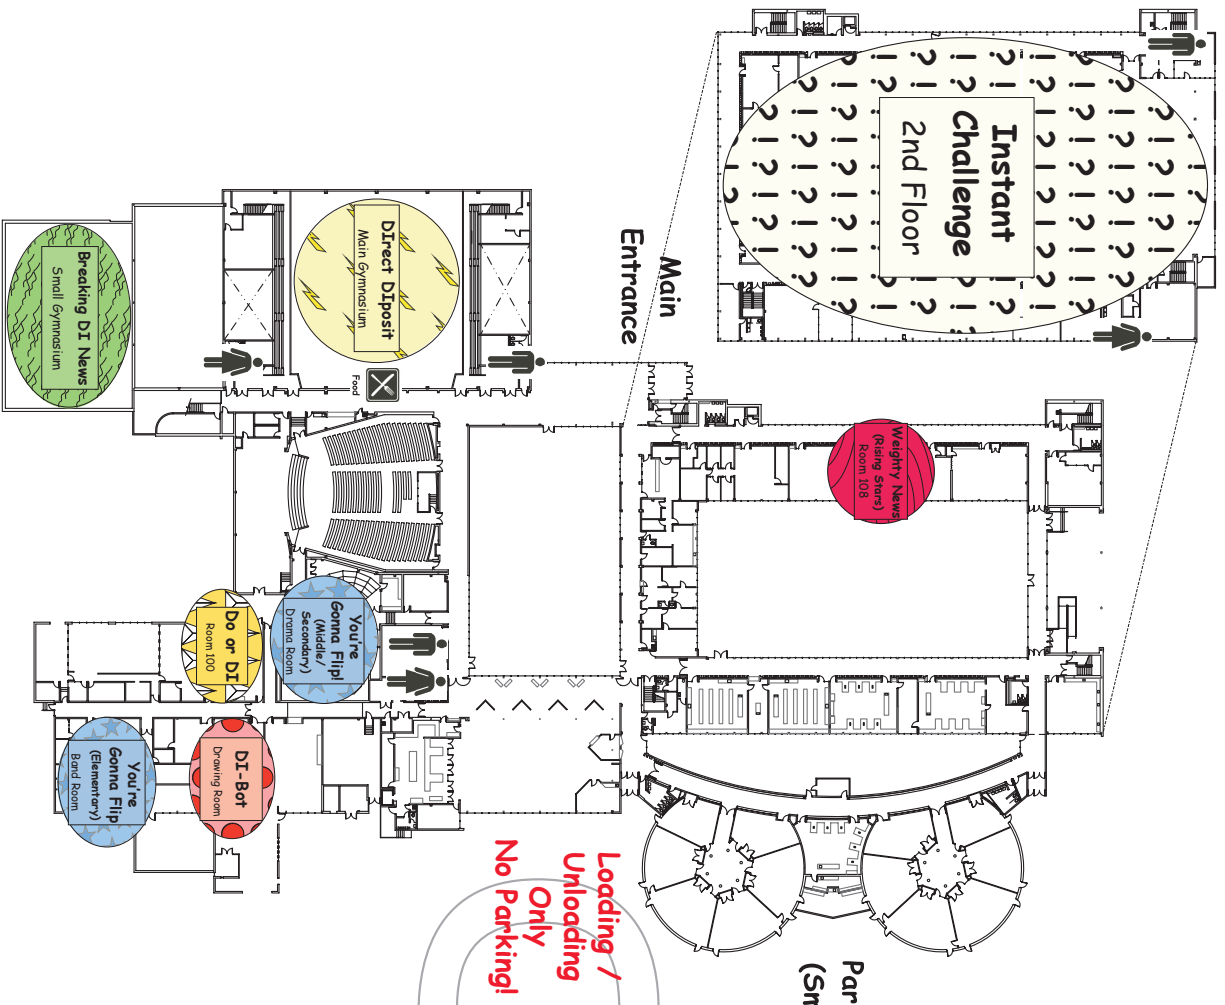 Instant
Challenge
2nd Floor
Main
Entrance
DIrect DIposit
Main Gymnasium
Food
Breaking DI News
Small Gymnasium
Weighty News
(Rising Stars)
Room 108
You're
Gonna Flip!
(Middle/
Secondary)
Drama Room
Do or DI
Room 100
DI-Bot
Drawing Room
You're
Gonna Flip
(Elementary)
Band Room
Loading /
Unloading
Only
No Parking!
Par
(Sm